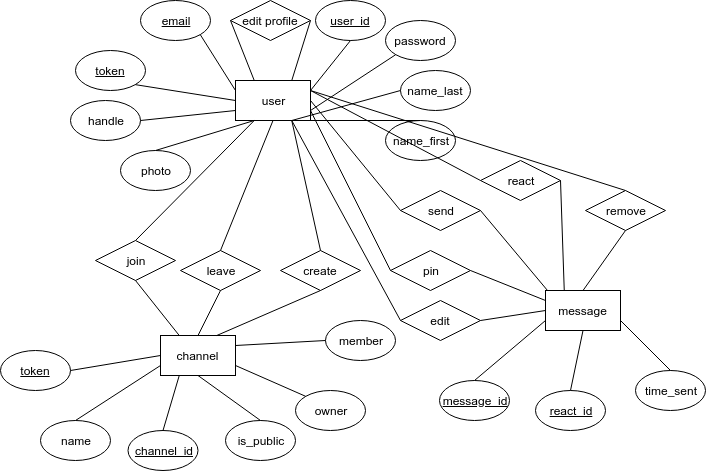 email
edit profile
user_id
password
token
user
name_last
handle
name_first
photo
react
send
remove
join
leave
create
pin
message
edit
member
channel
token
message_id
time_sent
owner
react_id
name
channel_id
is_public